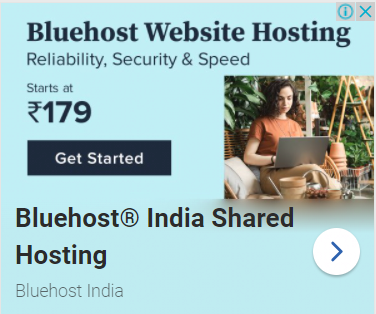 Bluehost Website Hosting
Reliability, Security & Speed
Starts at
₹179
Get Started
Bluehost® India Shared
Hosting
Bluehost India